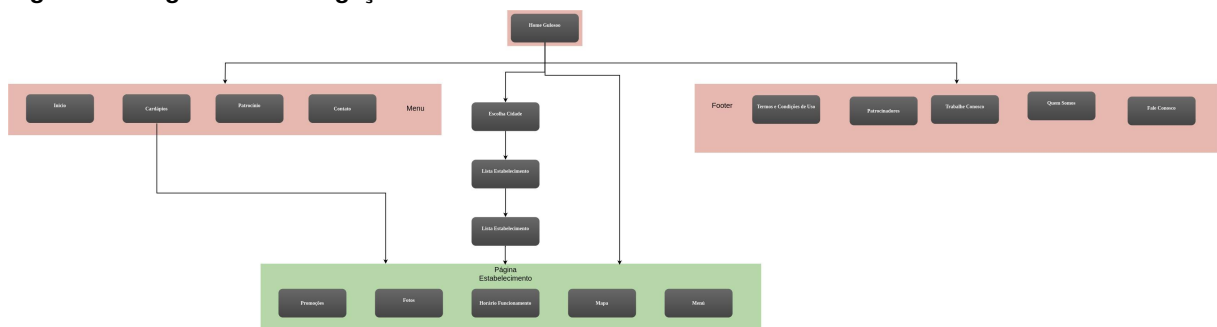 Home Gulosos
Início
Cardápios
Patrocínio
Contato
Menu
Footer
Termos e Condições de Uso
Patrocinadores
Trabalhe Conosco
Quem Somos
Fale Conosco
Escolha Cidade
Lista Estabelecimento
Lista Estabelecimento
Página
Estabelecimento
Promoções
Fotos
Horário Funcionamento
Mapa
Menú